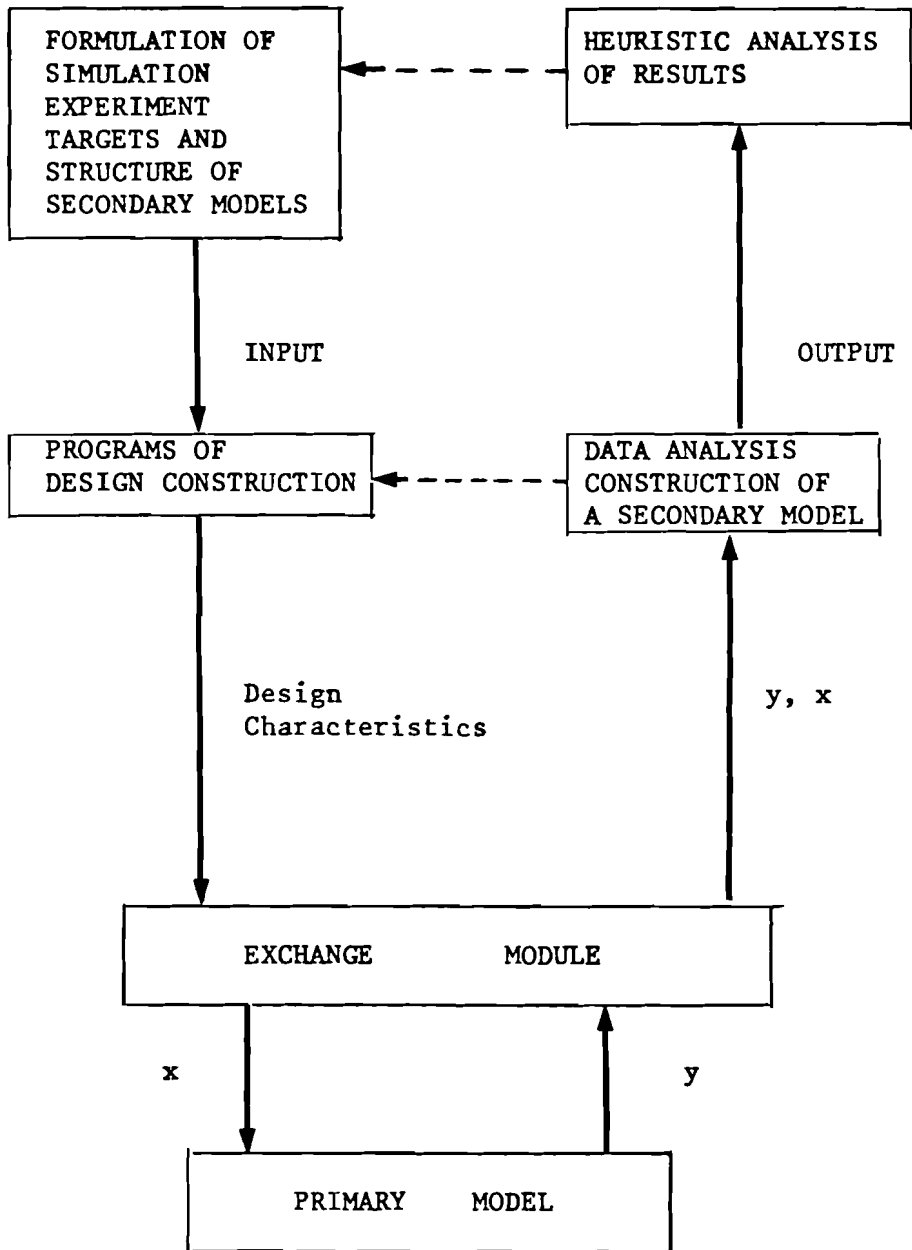 FORMULATION OF
SIMULATION
EXPERIMENT
TARGETS AND
STRUCTURE OF
SECONDARY MODELS
HEURISTIC ANALYSIS
OF RESULTS
INPUT
OUTPUT
PROGRAMS OF
DESIGN CONSTRUCTION
DATA ANALYSIS
CONSTRUCTION OF
A SECONDARY MODEL
Design
Characteristics
y, x
EXCHANGE MODULE
x
y
PRIMARY MODEL